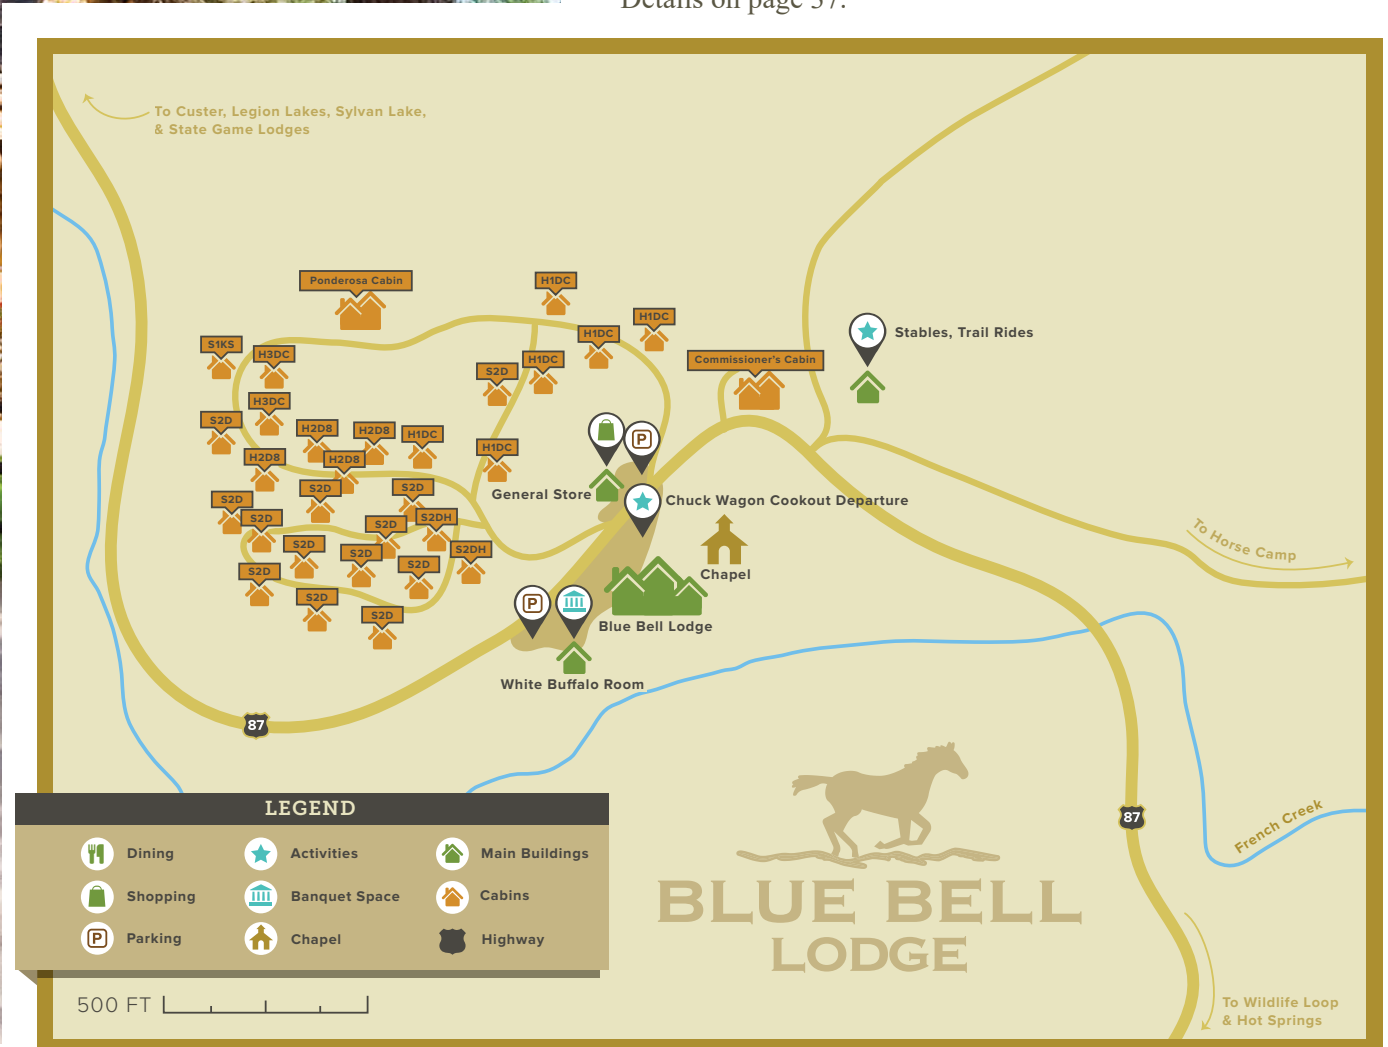 Details on page 37.
To Custer, Legion Lakes, Sylvan Lake,
& State Game Lodges
Ponderosa Cabin
H1DC
H1DC
H1DC
S1KS
H3DC
H1DC
S2D
Commissioner's Cabin
Stables, Trail Rides
H3DC
S2D
H2D8
H2D8
H1DC
H1DC
P
H2D8
H2D8
General Store
S2D
S2D
S2D
Chuck Wagon Cookout Departure
S2D
S2D
S2DH
To Horse Camp
S2D
S2D
S2DH
S2D
S2D
Chapel
S2D
S2D
P
Blue Bell Lodge
White Buffalo Room
87
87
French Creek
LEGEND
Dining
Activities
Main Buildings
Shopping
Banquet Space
Cabins
P
Parking
Chapel
Highway
BLUE BELL
LODGE
500 FT
To Wildlife Loop
& Hot Springs